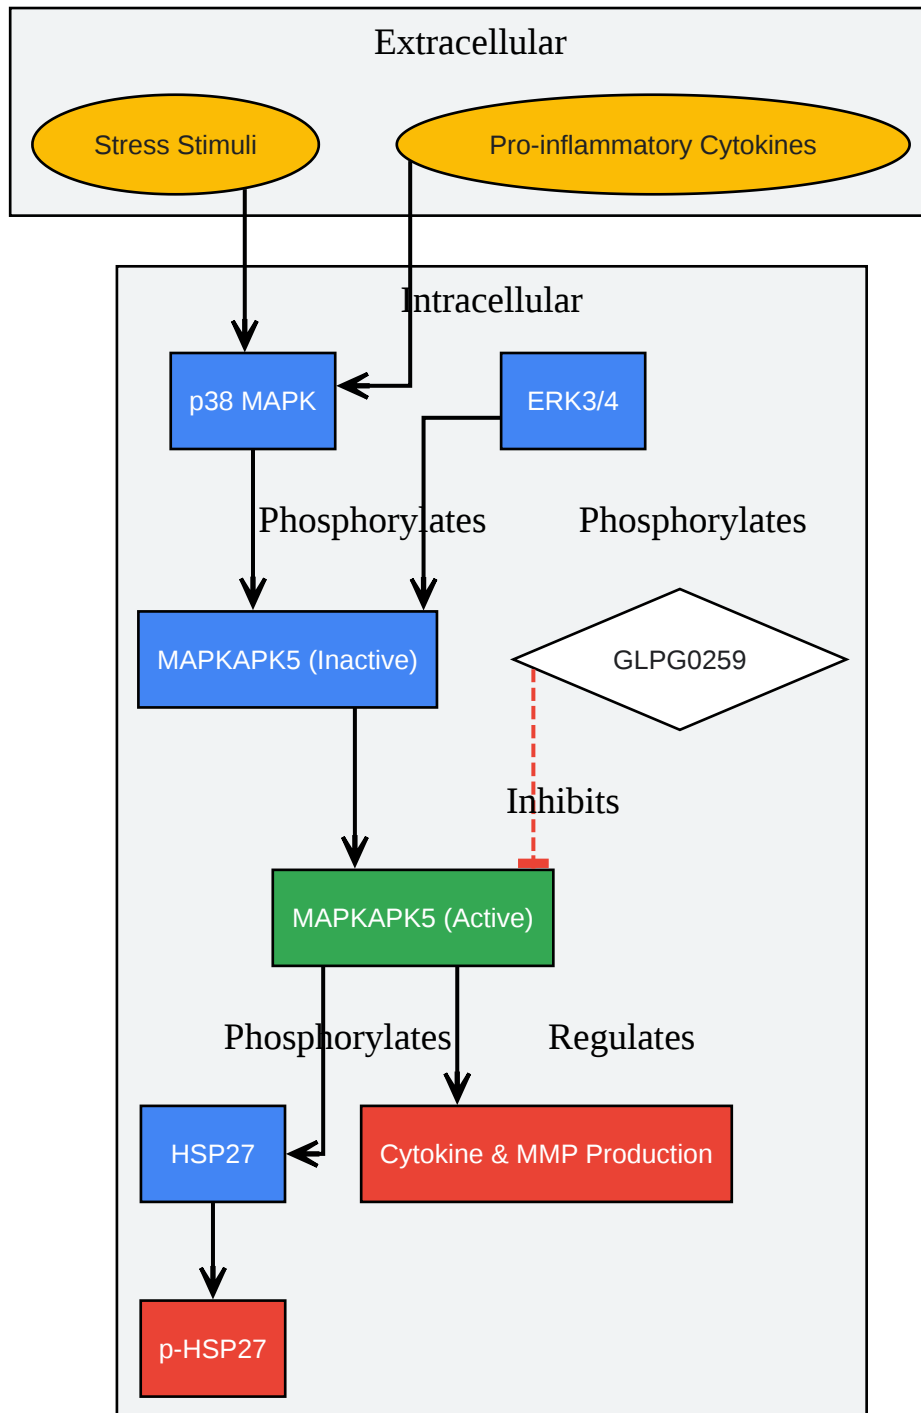 Extracellular
Stress Stimuli
Pro-inflammatory Cytokines
Intracellular
p38 MAPK
ERK3/4
Phosphorylates
Phosphorylates
MAPKAPK5 (Inactive)
GLPG0259
Inhibits
MAPKAPK5 (Active)
Phosphorylates
Regulates
HSP27
Cytokine & MMP Production
p-HSP27